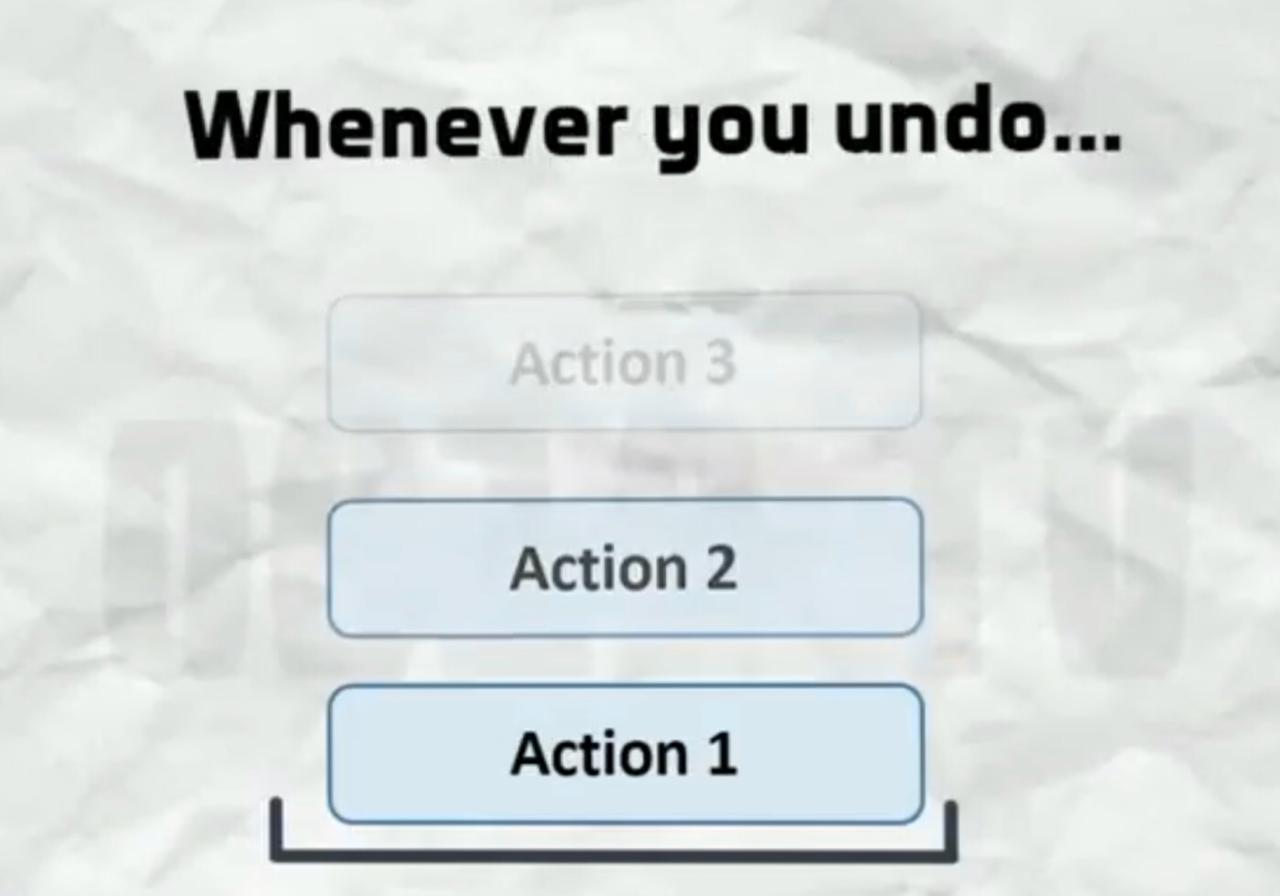 Whenever you undo...
Action 3
Action 2
Action 1